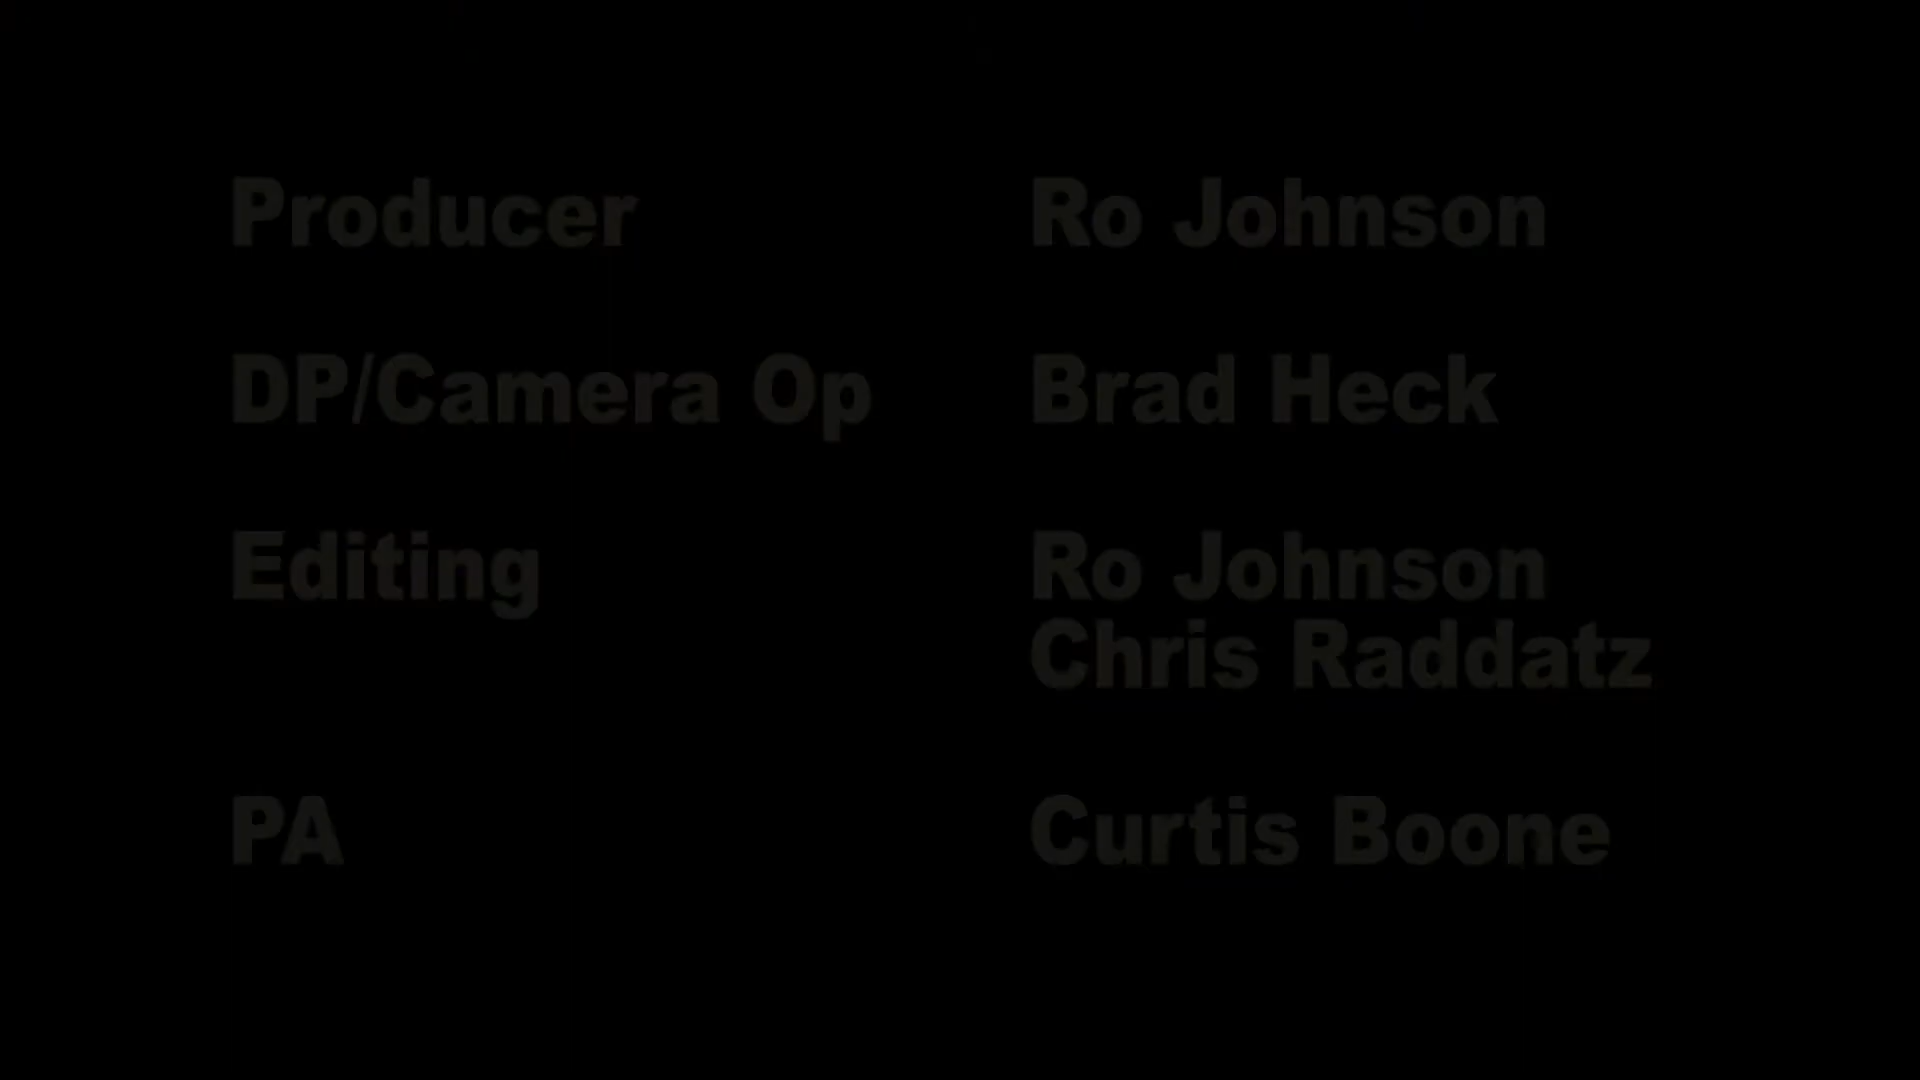 Producer Ro Johnson
DP/Camera Op Brad Heck
Editing Ro Johnson
Chris Raddatz
PA Curtis Boone